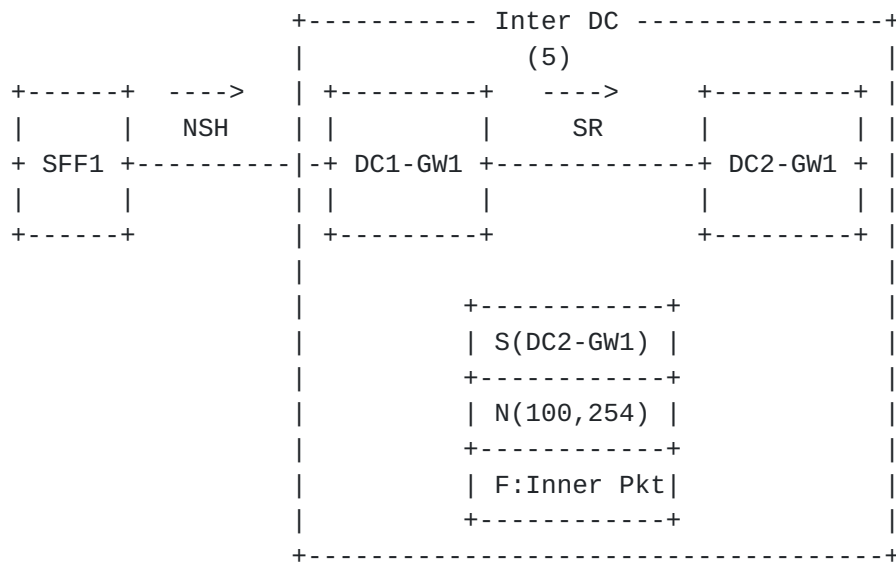 Inter DC
(5)
----> ---->
NSH SR
SFF1 DC1-GW1 DC2-GW1
S(DC2-GW1)
N(100,254)
F:Inner Pkt